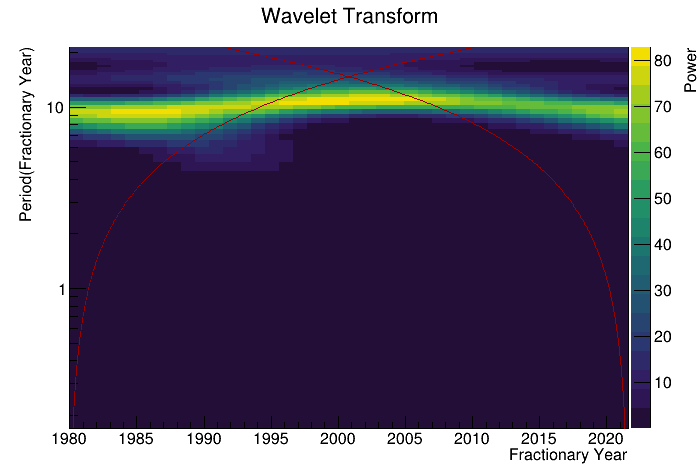 Wavelet Transform
Period(Fractionary Year)
10
1
1980 1985 1990 1995 2000 2005 2010 2015 2020
Fractionary Year
Power
80
70
60
50
40
30
20
10